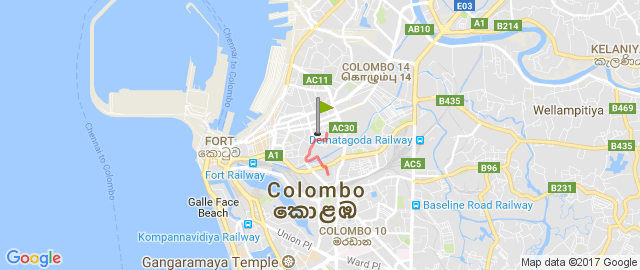 Chennai to Colombo
Chennai to Colombo
E03
A1
B214
AB10
KELANIYA
කැලණිය
COLOMBO 14
කොළඹ 14
AC11
B469
B435
Wellampitiya
AC30
FORT
කොටුව
Dematagoda Railway
B435
A1
AC5
B96
Fort Railway
B231
Colombo
කොළඹ
Galle Face
Beach
Baseline Road Railway
COLOMBO 10
මරදාන
Kompannavidiya Railway
Union Pl
Gangaramaya Temple
Ward Pl
Google
Map data ©2017 Google